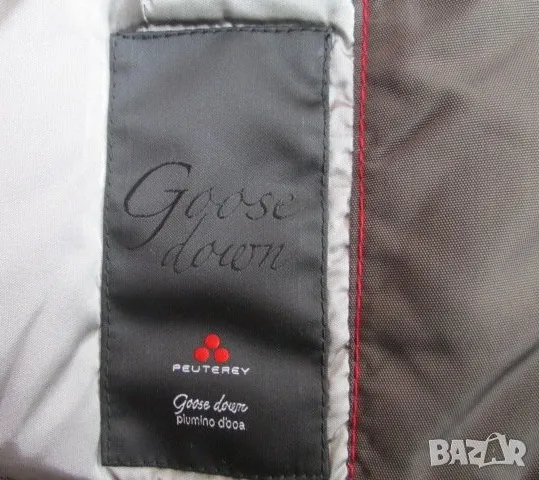 Goose
down
PEUTEREY
Goose down
piumino d'oca
BAZAR